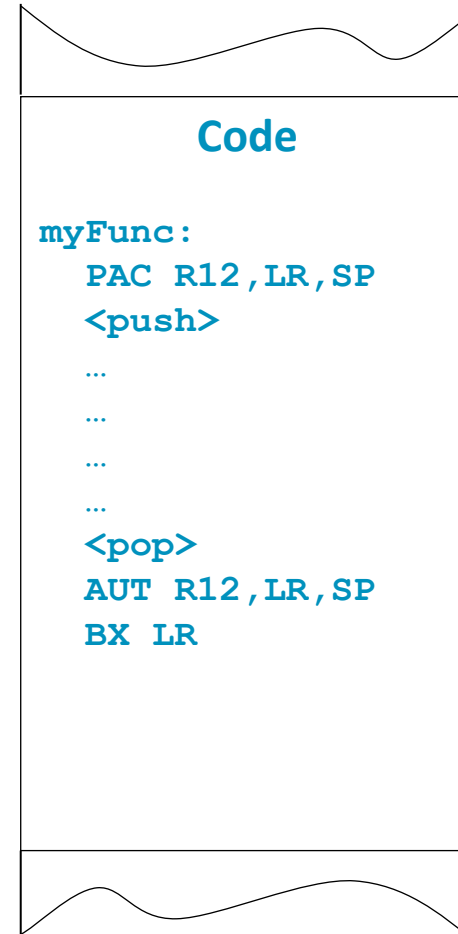 Code
myFunc:
PAC R12,LR,SP
<push>
…
…
…
…
<pop>
AUT R12,LR,SP
BX LR